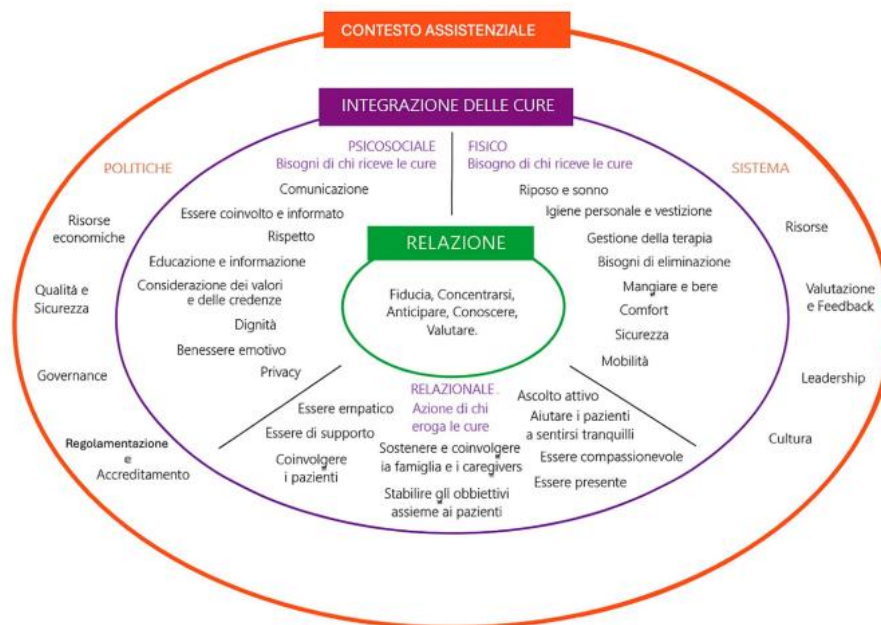 CONTESTO ASSISTENZIALE
INTEGRAZIONE DELLE CURE
POLITICHE
Risorse
economiche
Qualità e
Sicurezza
Governance
Regolamentazione
e
Accreditamento
PSICOSOCIALE
Bisogni di chi riceve le cure
Comunicazione
Essere coinvolto e informato
Rispetto
Educazione e informazione
Considerazione dei valori
e delle credenze
Dignità
Benessere emotivo
Privacy
FISICO
Bisogno di chi riceve le cure
Riposo e sonno
Igiene personale e vestizione
Gestione della terapia
Bisogni di eliminazione
Mangiare e bere
Comfort
Sicurezza
Mobilità
RELAZIONE
Fiducia, Concentrarsi,
Anticipare, Conoscere,
Valutare.
RELAZIONALE.
Azione di chi
eroga le cure
Essere empatico
Essere di supporto
Coinvolgere
i pazienti
Sostenere e coinvolgere
ia famiglia e i caregivers
Stabilire gli obbiettivi
assieme ai pazienti
Ascolto attivo
Aiutare i pazienti
a sentirsi tranquilli
Essere compassionevole
Essere presente
SISTEMA
Risorse
Valutazione
e Feedback
Leadership
Cultura